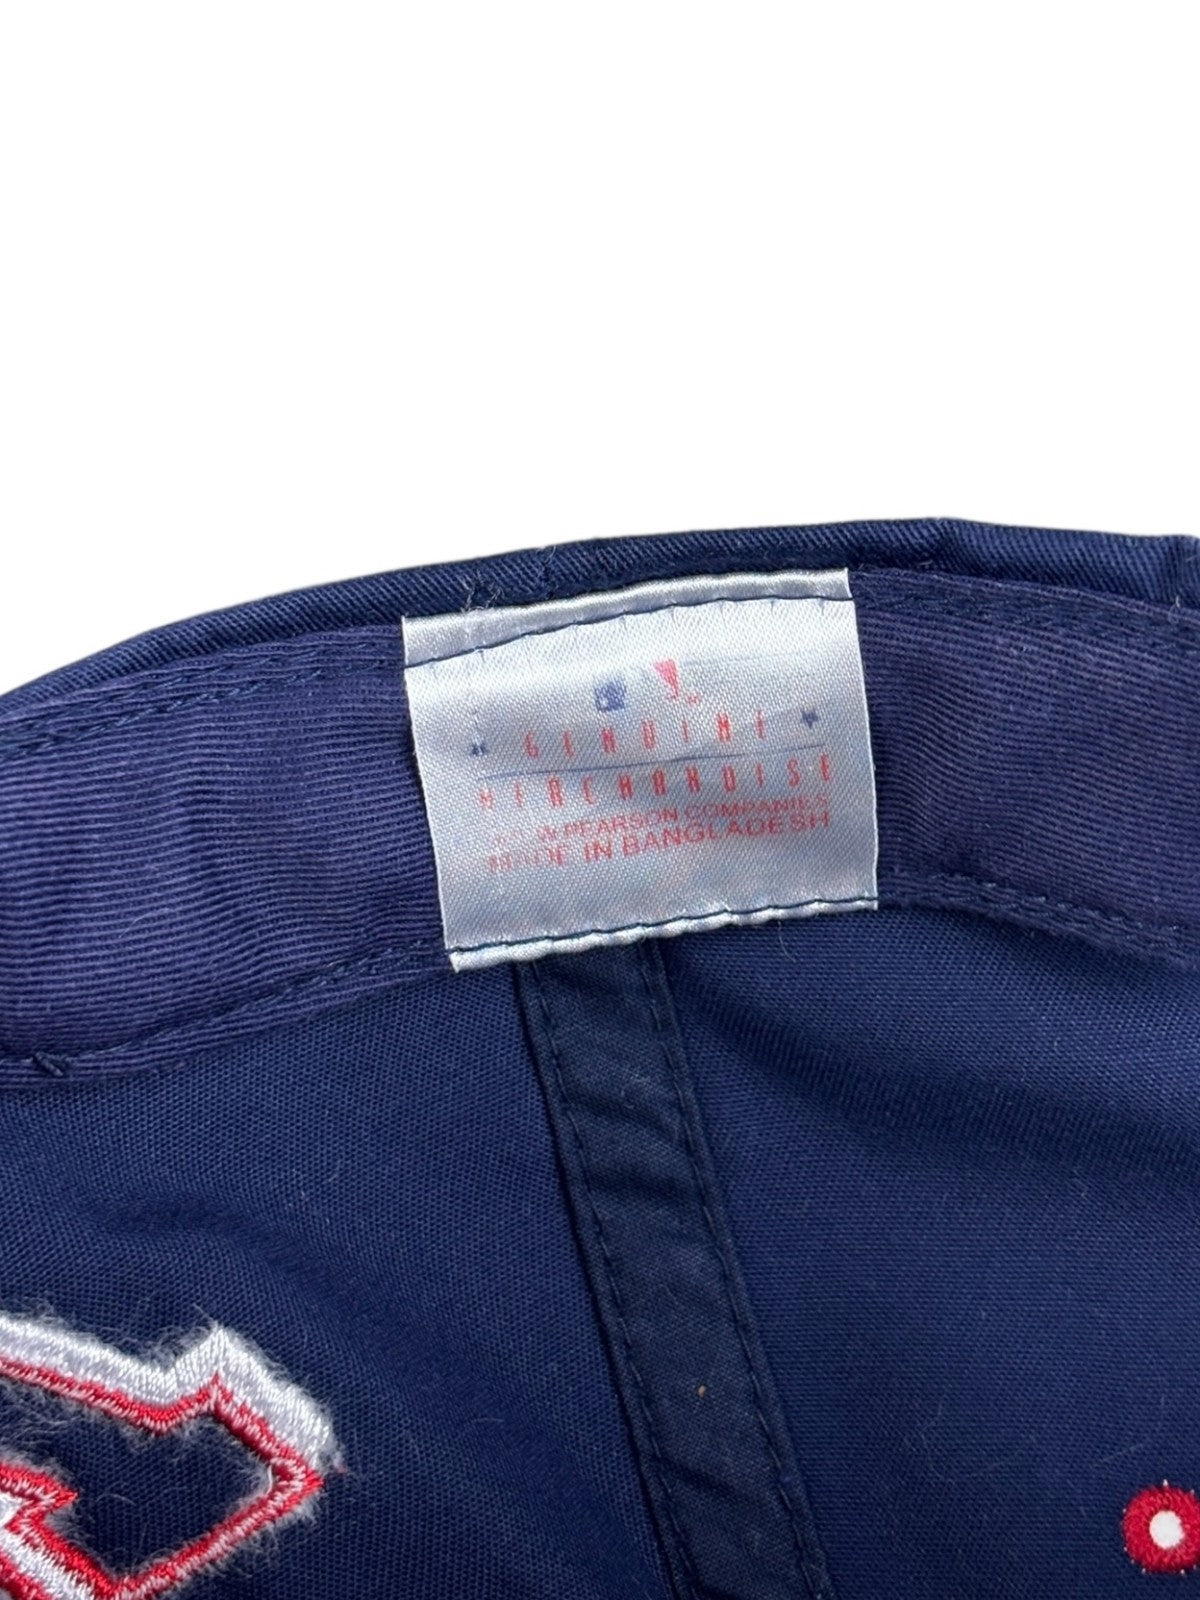 GENUINE
MERCHANDISE
PEARSON COMPANIES
MADE IN BANGLADESH